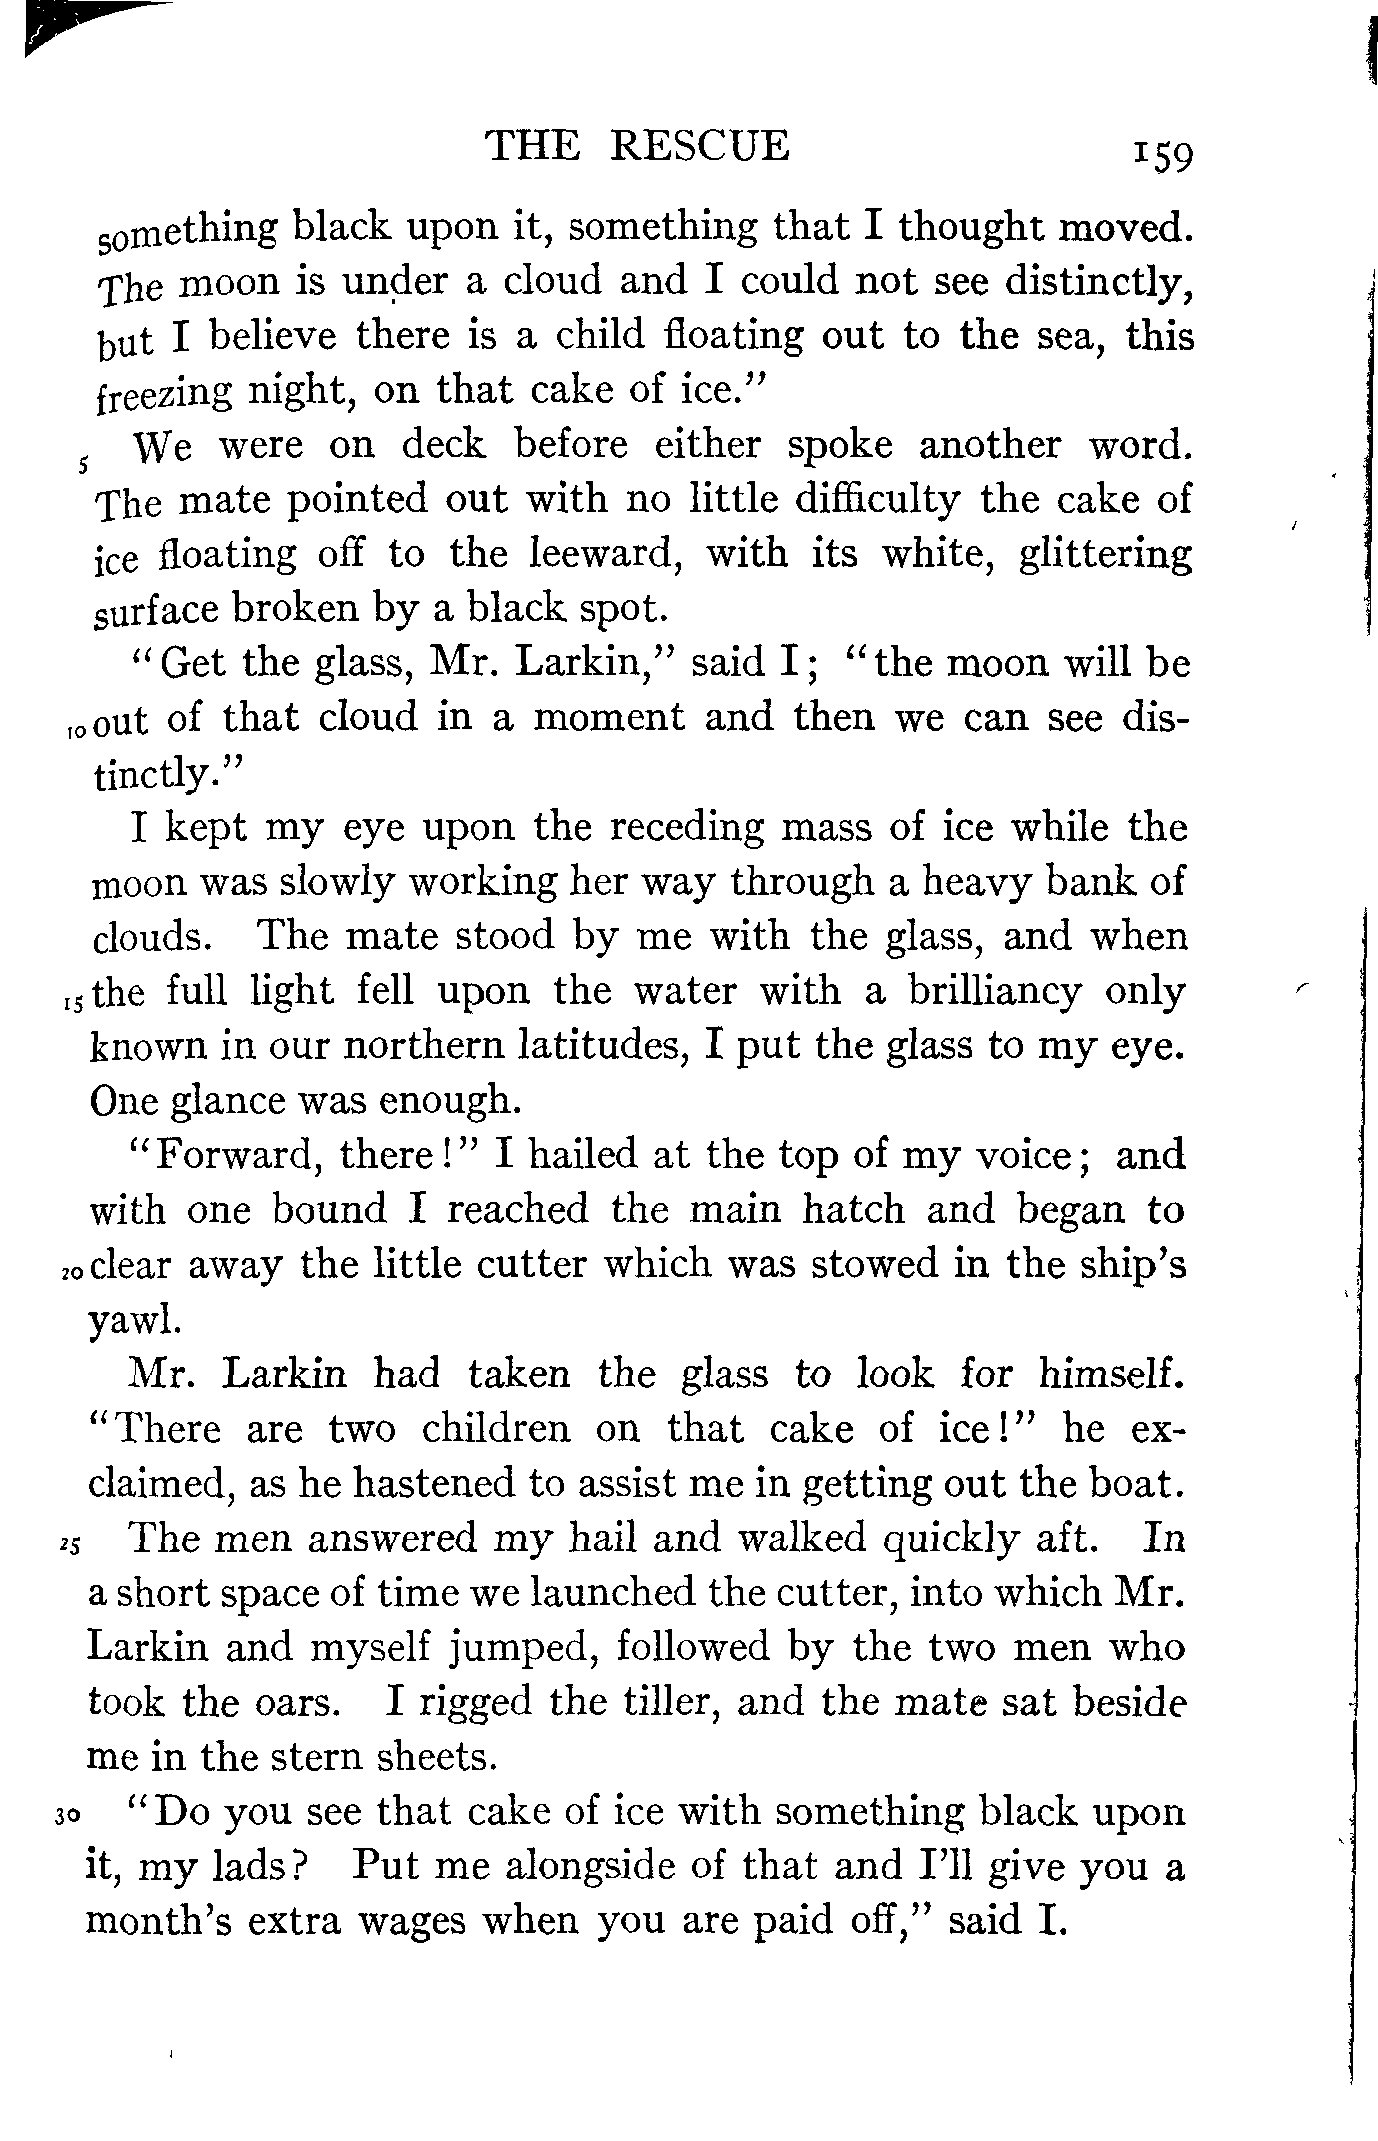 THE RESCUE 159
something black upon it, something that I thought moved.
The moon is under a cloud and I could not see distinctly,
but I believe there is a child floating out to the sea, this
freezing night, on that cake of ice."
5 We were on deck before either spoke another word.
The mate pointed out with no little difficulty the cake of
ice floating off to the leeward, with its white, glittering
surface broken by a black spot.
"Get the glass, Mr. Larkin," said I; "the moon will be
10 out of that cloud in a moment and then we can see dis-
tinctly."
I kept my eye upon the receding mass of ice while the
moon was slowly working her way through a heavy bank of
clouds. The mate stood by me with the glass, and when
15 the full light fell upon the water with a brilliancy only
known in our northern latitudes, I put the glass to my eye.
One glance was enough.
"Forward, there!" I hailed at the top of my voice; and
with one bound I reached the main hatch and began to
20 clear away the little cutter which was stowed in the ship's
yawl.
Mr. Larkin had taken the glass to look for himself.
"There are two children on that cake of ice!" he ex-
claimed, as he hastened to assist me in getting out the boat.
25 The men answered my hail and walked quickly aft. In
a short space of time we launched the cutter, into which Mr.
Larkin and myself jumped, followed by the two men who
took the oars. I rigged the tiller, and the mate sat beside
me in the stern sheets.
30 "Do you see that cake of ice with something black upon
it, my lads? Put me alongside of that and I'll give you a
month's extra wages when you are paid off," said I.